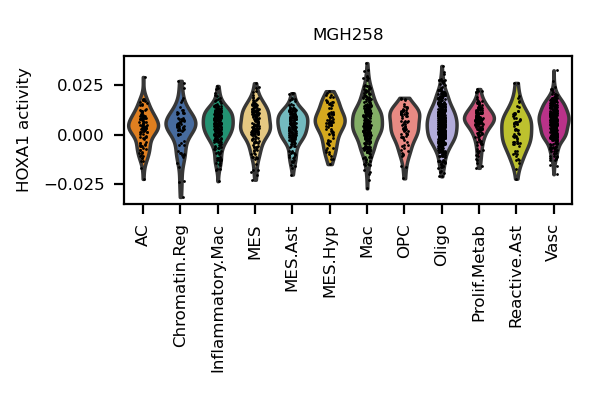 MGH258
HOXA1 activity
0.025
0.000
−0.025
AC
Chromatin.Reg
Inflammatory.Mac
MES
MES.Ast
MES.Hyp
Mac
OPC
Oligo
Prolif.Metab
Reactive.Ast
Vasc